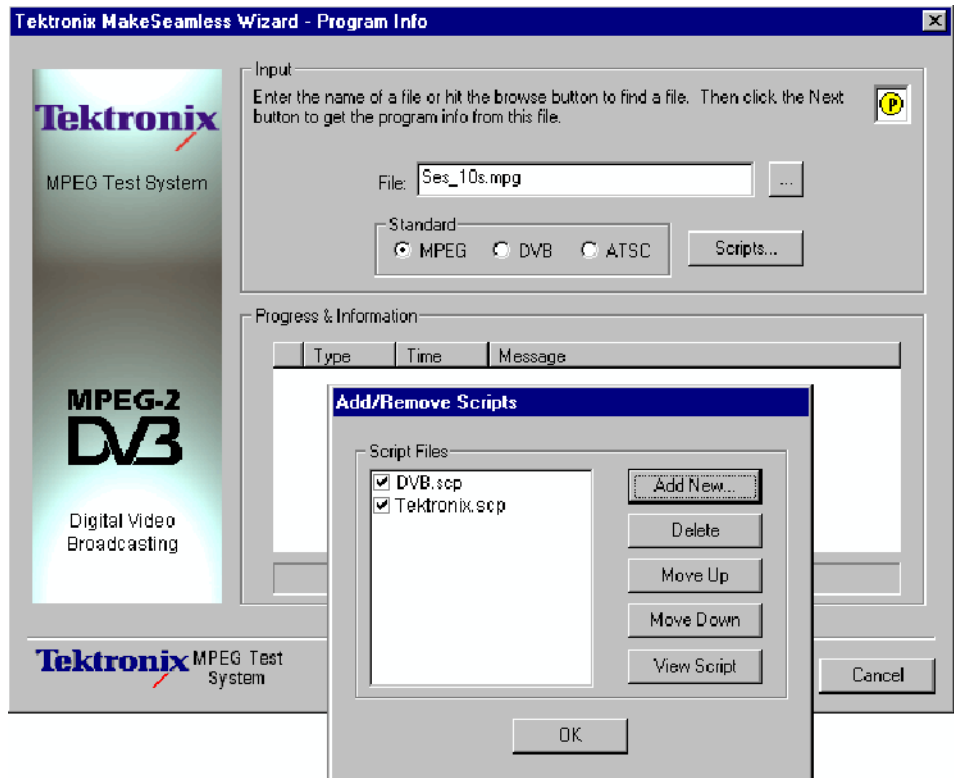 Tektronix MakeSeamless Wizard - Program Info
Tektronix
MPEG Test System
MPEG-2
DVB
Digital Video
Broadcasting
Input
Enter the name of a file or hit the browse button to find a file. Then click the Next
button to get the program info from this file.
P
File: Ses_10s.mpg ...
Standard
MPEG DVB ATSC Scripts...
Progress & Information
Type Time Message
Add/Remove Scripts
Script Files
DVB.scp
Tektronix.scp
Add New...
Delete
Move Up
Move Down
View Script
OK
Tektronix MPEG Test
System
Cancel